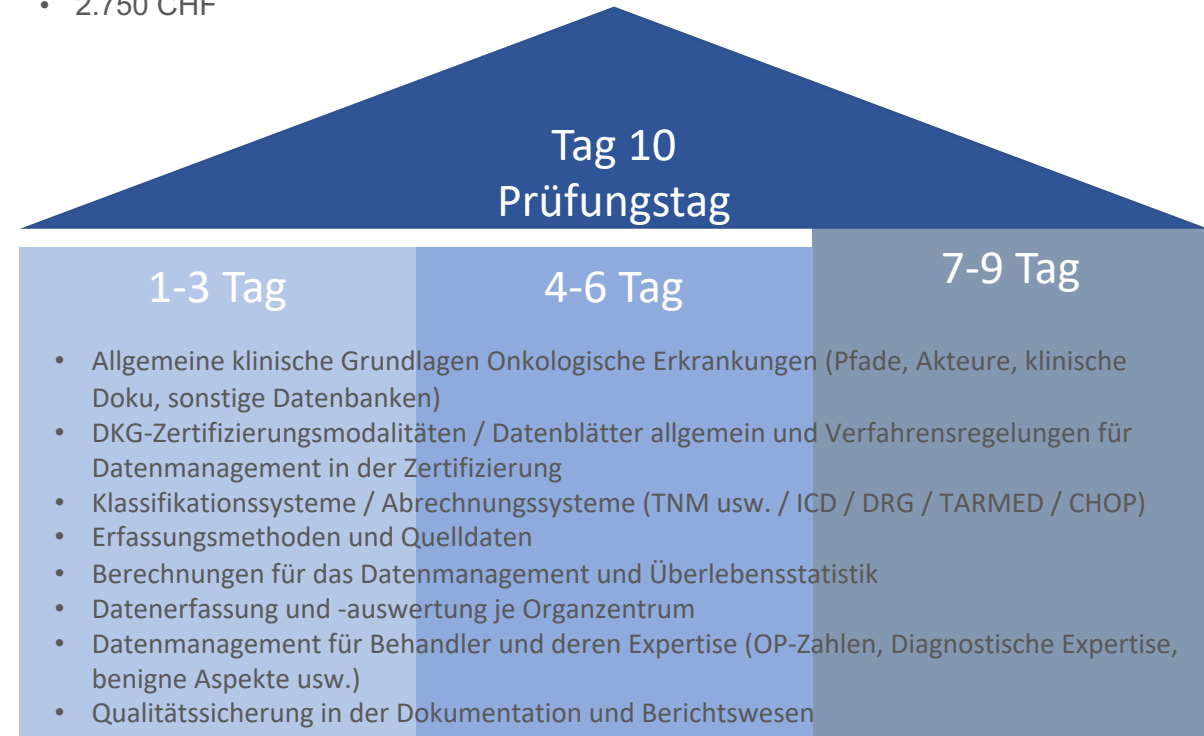 • 2.750 CHF
Tag 10
Prüfungstag
1-3 Tag
4-6 Tag
7-9 Tag
• Allgemeine klinische Grundlagen Onkologische Erkrankungen (Pfade, Akteure, klinische
Doku, sonstige Datenbanken)
• DKG-Zertifizierungsmodalitäten / Datenblätter allgemein und Verfahrensregelungen für
Datenmanagement in der Zertifizierung
• Klassifikationssysteme / Abrechnungssysteme (TNM usw. / ICD / DRG / TARMED / CHOP)
• Erfassungsmethoden und Quelldaten
• Berechnungen für das Datenmanagement und Überlebensstatistik
• Datenerfassung und -auswertung je Organzentrum
• Datenmanagement für Behandler und deren Expertise (OP-Zahlen, Diagnostische Expertise,
benigne Aspekte usw.)
• Qualitätssicherung in der Dokumentation und Berichtswesen